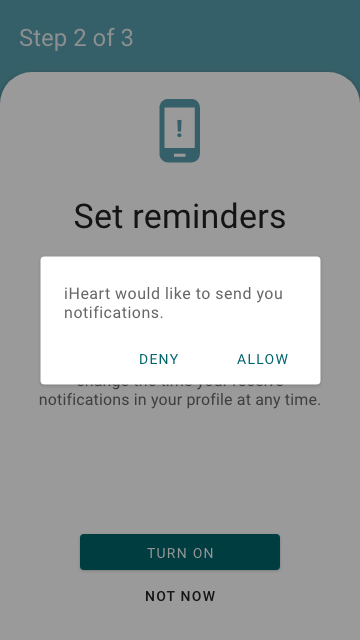 Step 2 of 3
!
Set reminders
iHeart would like to send you
notifications.
DENY
ALLOW
change the time your receive
notifications in your profile at any time.
TURN ON
NOT NOW